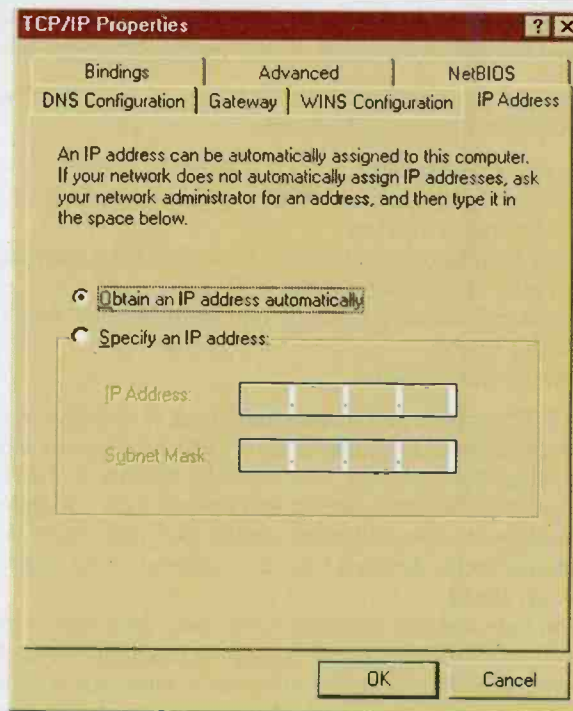 TCP/IP Properties
? X
Bindings Advanced NetBIOS
DNS Configuration Gateway WINS Configuration IP Address
An IP address can be automatically assigned to this computer.
If your network does not automatically assign IP addresses, ask
your network administrator for an address, and then type it in
the space below.
Obtain an IP address automatically
Specify an IP address:
IP Address:
Subnet Mask:
OK Cancel